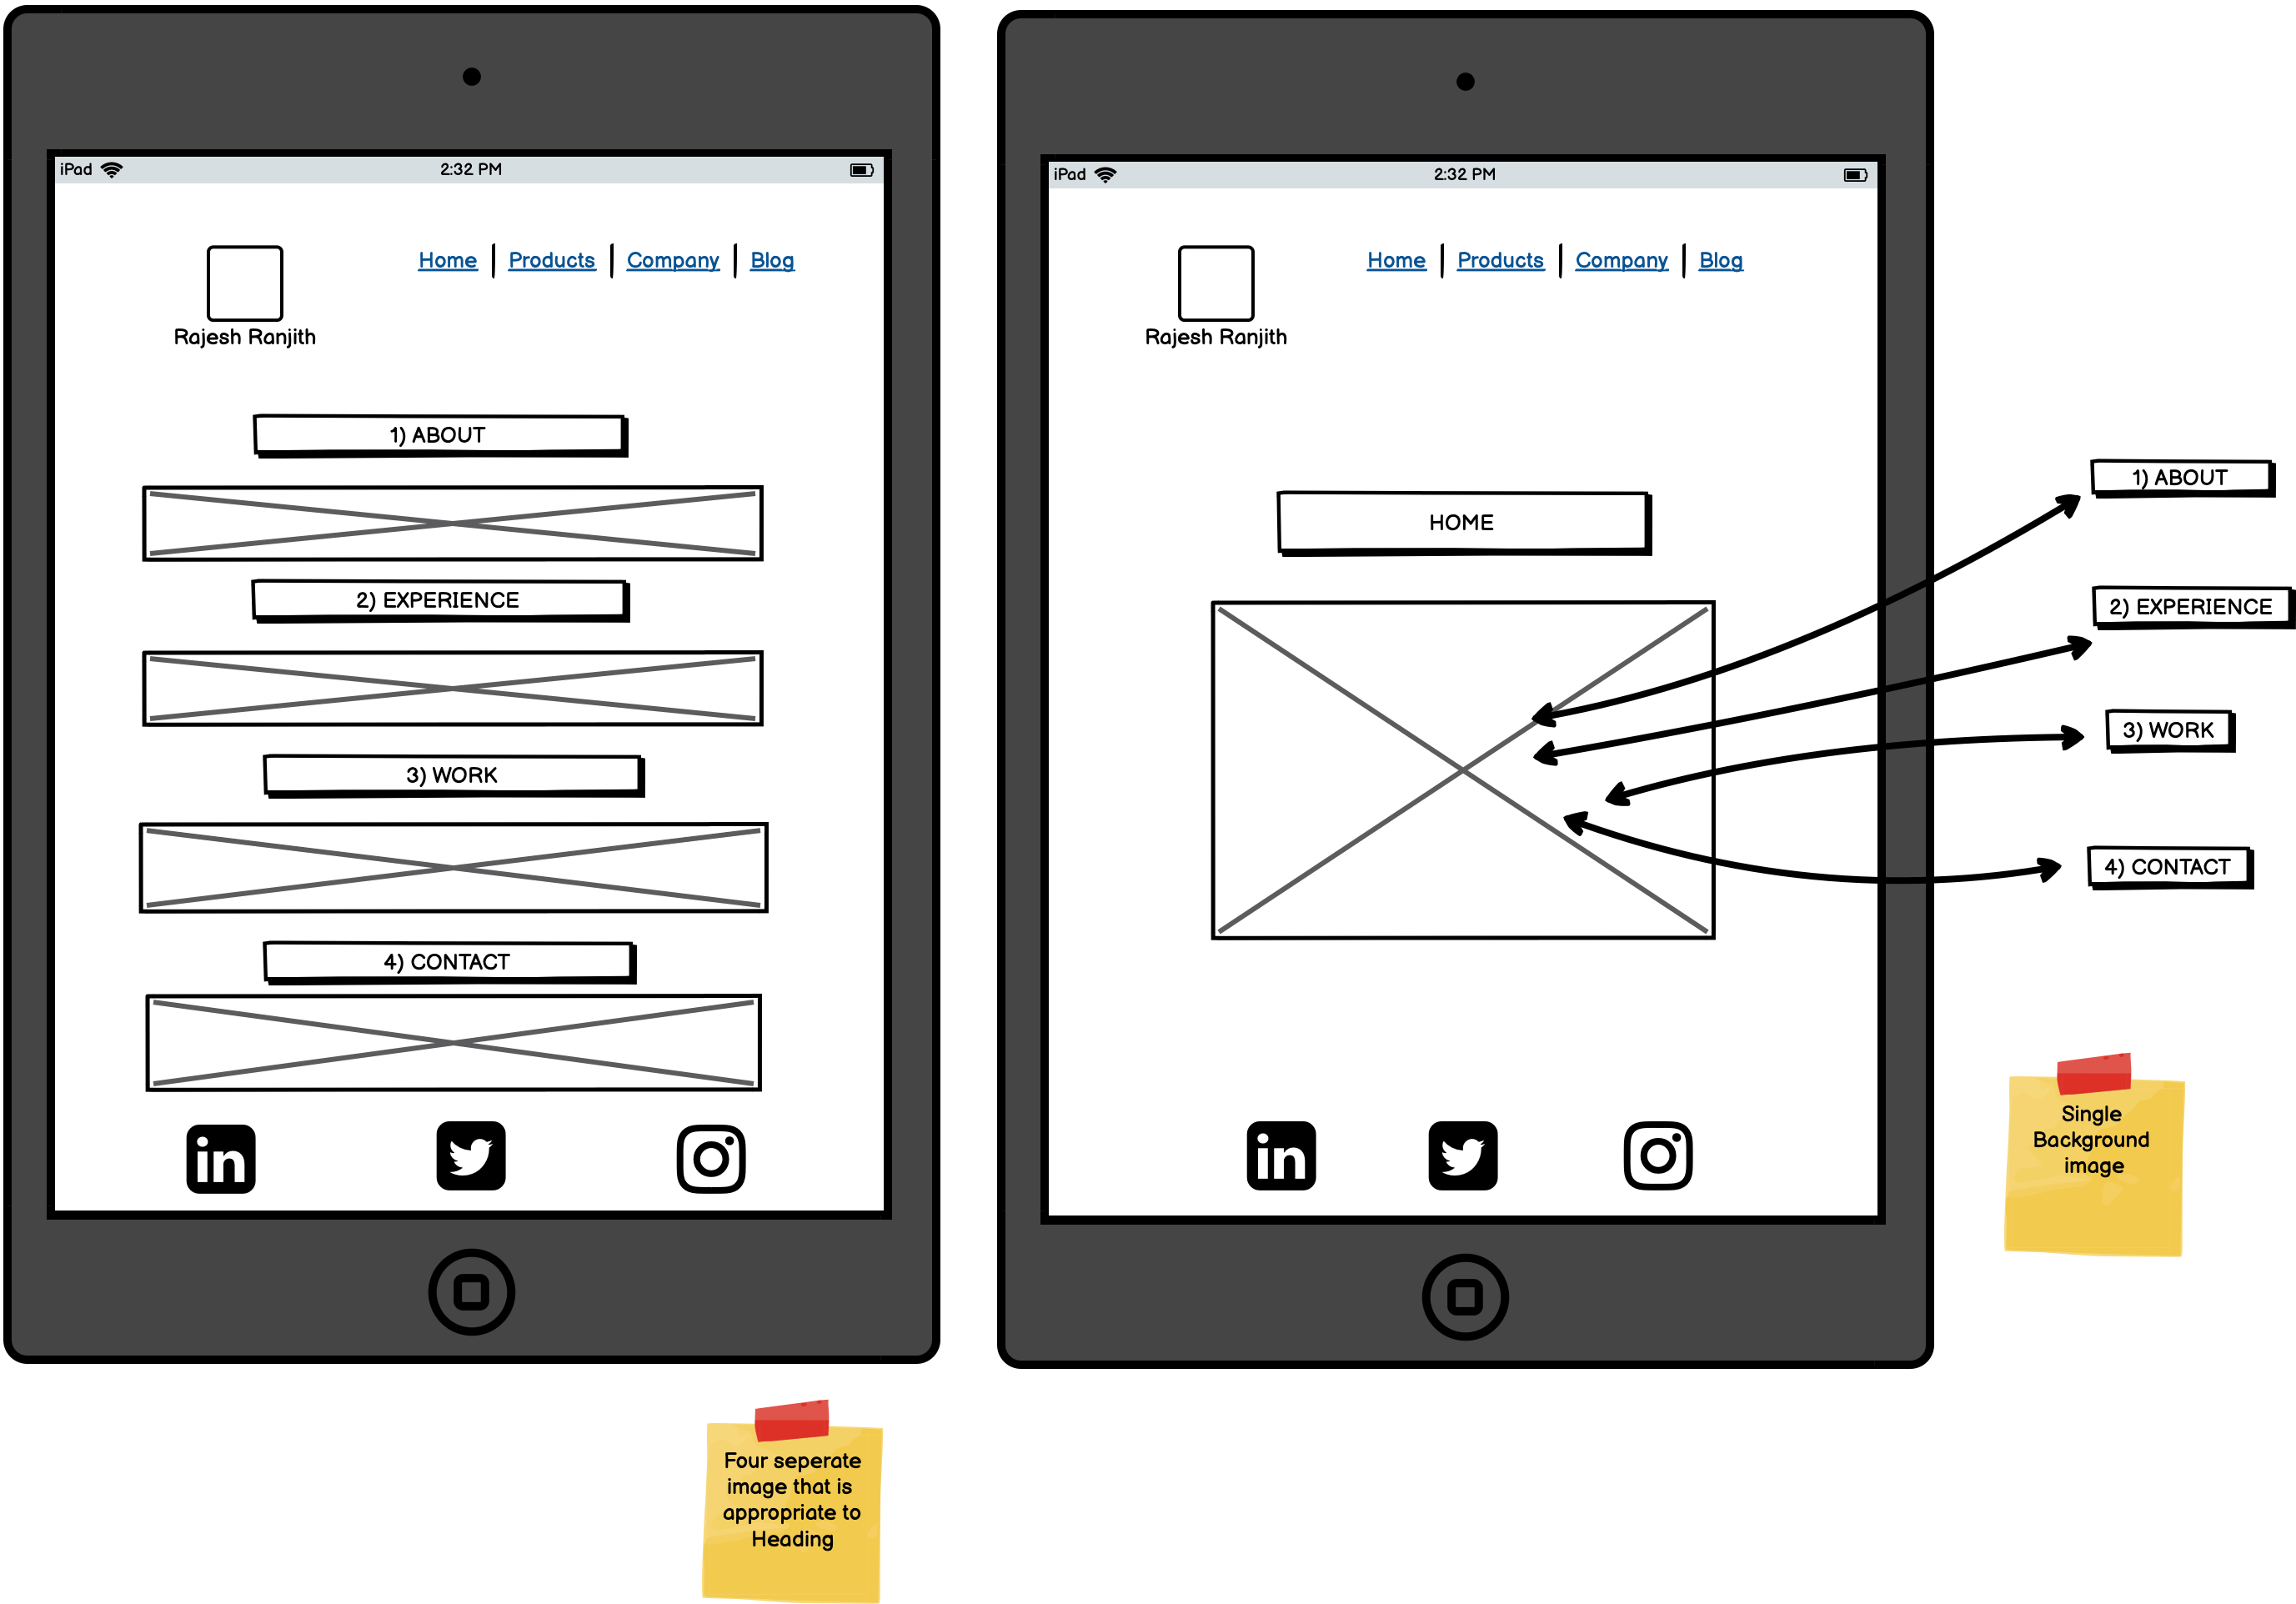 iPad 2:32 PM
Home Products Company Blog
Rajesh Ranjith
1) ABOUT
2) EXPERIENCE
3) WORK
4) CONTACT
in
Four seperate
image that is
appropriate to
Heading
iPad 2:32 PM
Home Products Company Blog
Rajesh Ranjith
HOME
in
1) ABOUT
2) EXPERIENCE
3) WORK
4) CONTACT
Single
Background
image